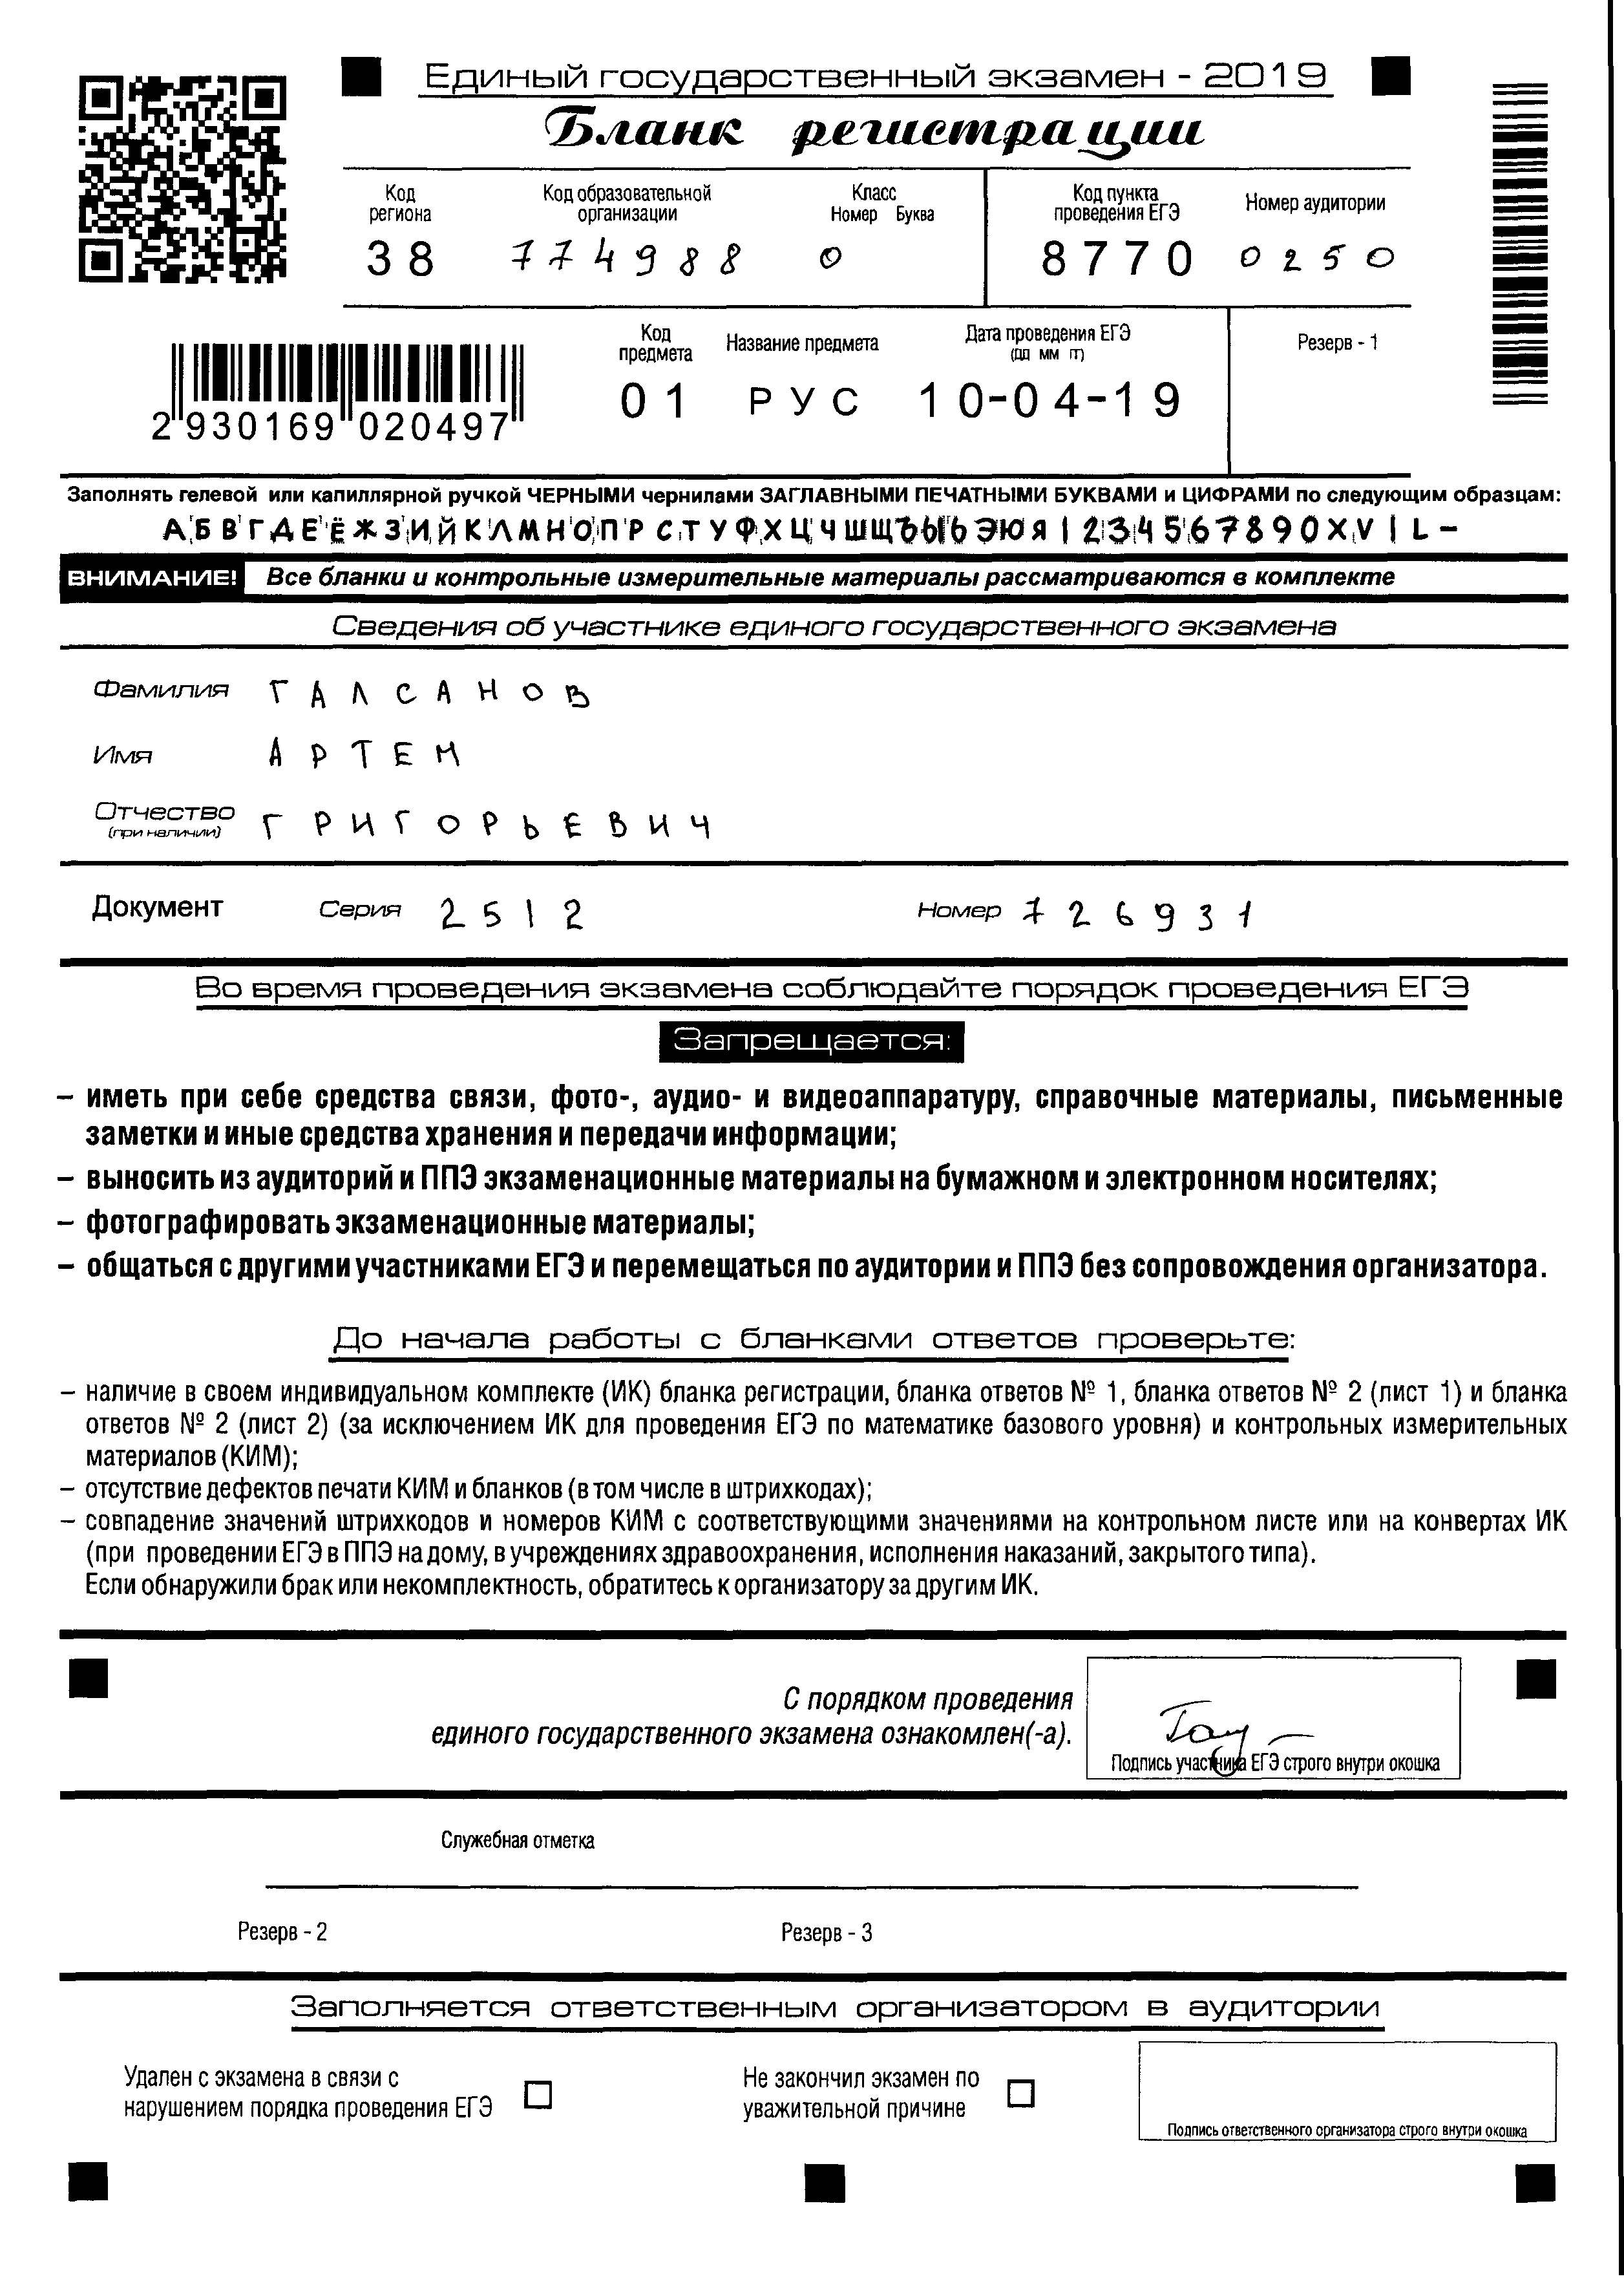 Единый государственный экзамен - 2019
Бланк регистрации
Код региона
Код образовательной организации
Класс
Номер Буква
Код пункта проведения ЕГЭ
Номер аудитории
38 774988 0 8770 0250
Код предмета
Название предмета
Дата проведения ЕГЭ
(ДД ММ ГГ)
Резерв - 1
01 РУС 10-04-19
2 930169 020497
Заполнять гелевой или капиллярной ручкой ЧЕРНЫМИ чернилами ЗАГЛАВНЫМИ ПЕЧАТНЫМИ БУКВАМИ и ЦИФРАМИ по следующим образцам:
АБВГДЕЁЖЗИЙКЛМНОПРСТУФХЦЧШЩЪЫЬЭЮЯ1234567890XVIL-
ВНИМАНИЕ! Все бланки и контрольные измерительные материалы рассматриваются в комплекте
Сведения об участнике единого государственного экзамена
Фамилия ГАЛСАНОВ
Имя АРТЕМ
Отчество ГРИГОРЬЕВИЧ
(при наличии)
Документ Серия 2512 Номер 726931
Во время проведения экзамена соблюдайте порядок проведения ЕГЭ
Запрещается:
– иметь при себе средства связи, фото-, аудио- и видеоаппаратуру, справочные материалы, письменные
заметки и иные средства хранения и передачи информации;
– выносить из аудиторий и ППЭ экзаменационные материалы на бумажном и электронном носителях;
– фотографировать экзаменационные материалы;
– общаться с другими участниками ЕГЭ и перемещаться по аудитории и ППЭ без сопровождения организатора.
До начала работы с бланками ответов проверьте:
– наличие в своем индивидуальном комплекте (ИК) бланка регистрации, бланка ответов № 1, бланка ответов № 2 (лист 1) и бланка
ответов № 2 (лист 2) (за исключением ИК для проведения ЕГЭ по математике базового уровня) и контрольных измерительных
материалов (КИМ);
– отсутствие дефектов печати КИМ и бланков (в том числе в штрихкодах);
– совпадение значений штрихкодов и номеров КИМ с соответствующими значениями на контрольном листе или на конвертах ИК
(при проведении ЕГЭ в ППЭ на дому, в учреждениях здравоохранения, исполнения наказаний, закрытого типа).
Если обнаружили брак или некомплектность, обратитесь к организатору за другим ИК.
С порядком проведения
единого государственного экзамена ознакомлен(-а).
Подпись участника ЕГЭ строго внутри окошка
Служебная отметка
Резерв - 2 Резерв - 3
Заполняется ответственным организатором в аудитории
Удален с экзамена в связи с
нарушением порядка проведения ЕГЭ
Не закончил экзамен по
уважительной причине
Подпись ответственного организатора строго внутри окошка